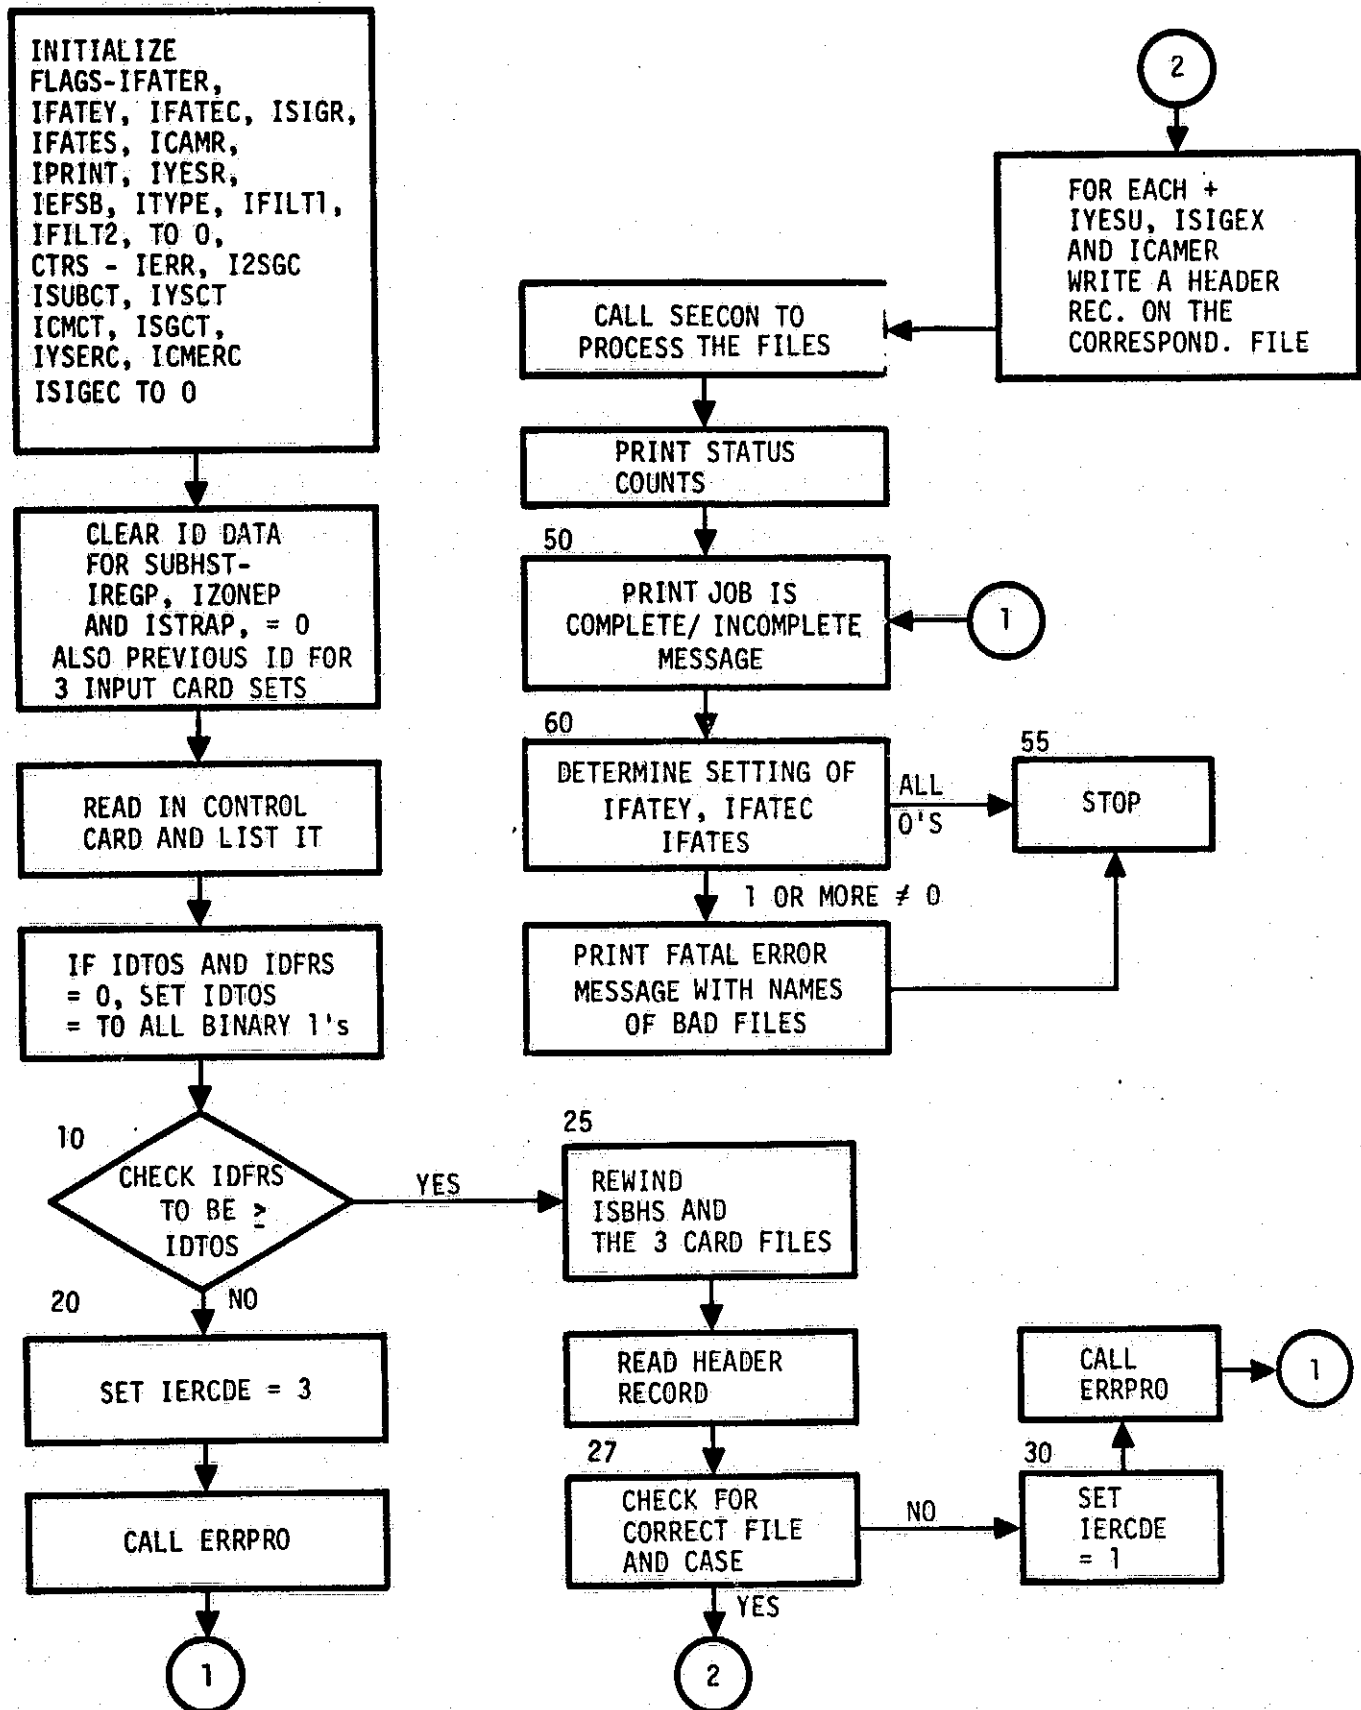 INITIALIZE
FLAGS-IFATER,
IFATEY, IFATEC, ISIGR,
IFATES, ICAMR,
IPRINT, IYESR,
IEFSB, ITYPE, IFILT1,
IFILT2, TO 0,
CTRS - IERR, I2SGC
ISUBCT, IYSCT
ICMCT, ISGCT,
IYSERC, ICMERC
ISIGEC TO 0
CLEAR ID DATA
FOR SUBHST-
IREGP, IZONEP
AND ISTRAP, = 0
ALSO PREVIOUS ID FOR
3 INPUT CARD SETS
READ IN CONTROL
CARD AND LIST IT
IF IDTOS AND IDFRS
= 0, SET IDTOS
= TO ALL BINARY 1's
10
CHECK IDFRS
TO BE ≥
IDTOS
YES
NO
20
SET IERCDE = 3
CALL ERRPRO
1
2
FOR EACH +
IYESU, ISIGEX
AND ICAMER
WRITE A HEADER
REC. ON THE
CORRESPOND. FILE
CALL SEECON TO
PROCESS THE FILES
PRINT STATUS
COUNTS
50
PRINT JOB IS
COMPLETE/ INCOMPLETE
MESSAGE
1
60
DETERMINE SETTING OF
IFATEY, IFATEC
IFATES
ALL
0'S
55
STOP
1 OR MORE ≠ 0
PRINT FATAL ERROR
MESSAGE WITH NAMES
OF BAD FILES
25
REWIND
ISBHS AND
THE 3 CARD FILES
READ HEADER
RECORD
27
CHECK FOR
CORRECT FILE
AND CASE
NO
YES
2
30
SET
IERCDE
= 1
CALL
ERRPRO
1